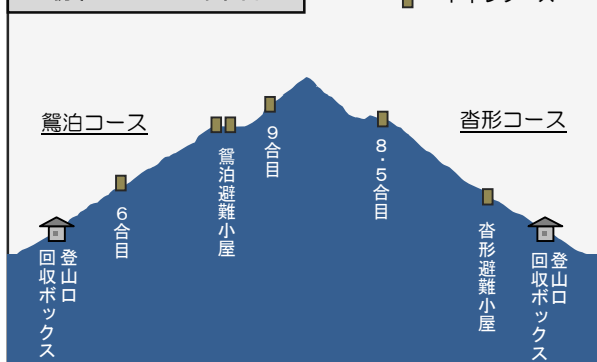 鴛泊コース
沓形コース
6合目
鴛泊避難小屋
9合目
8.5合目
沓形避難小屋
登山口
回収ボックス
登山口
回収ボックス